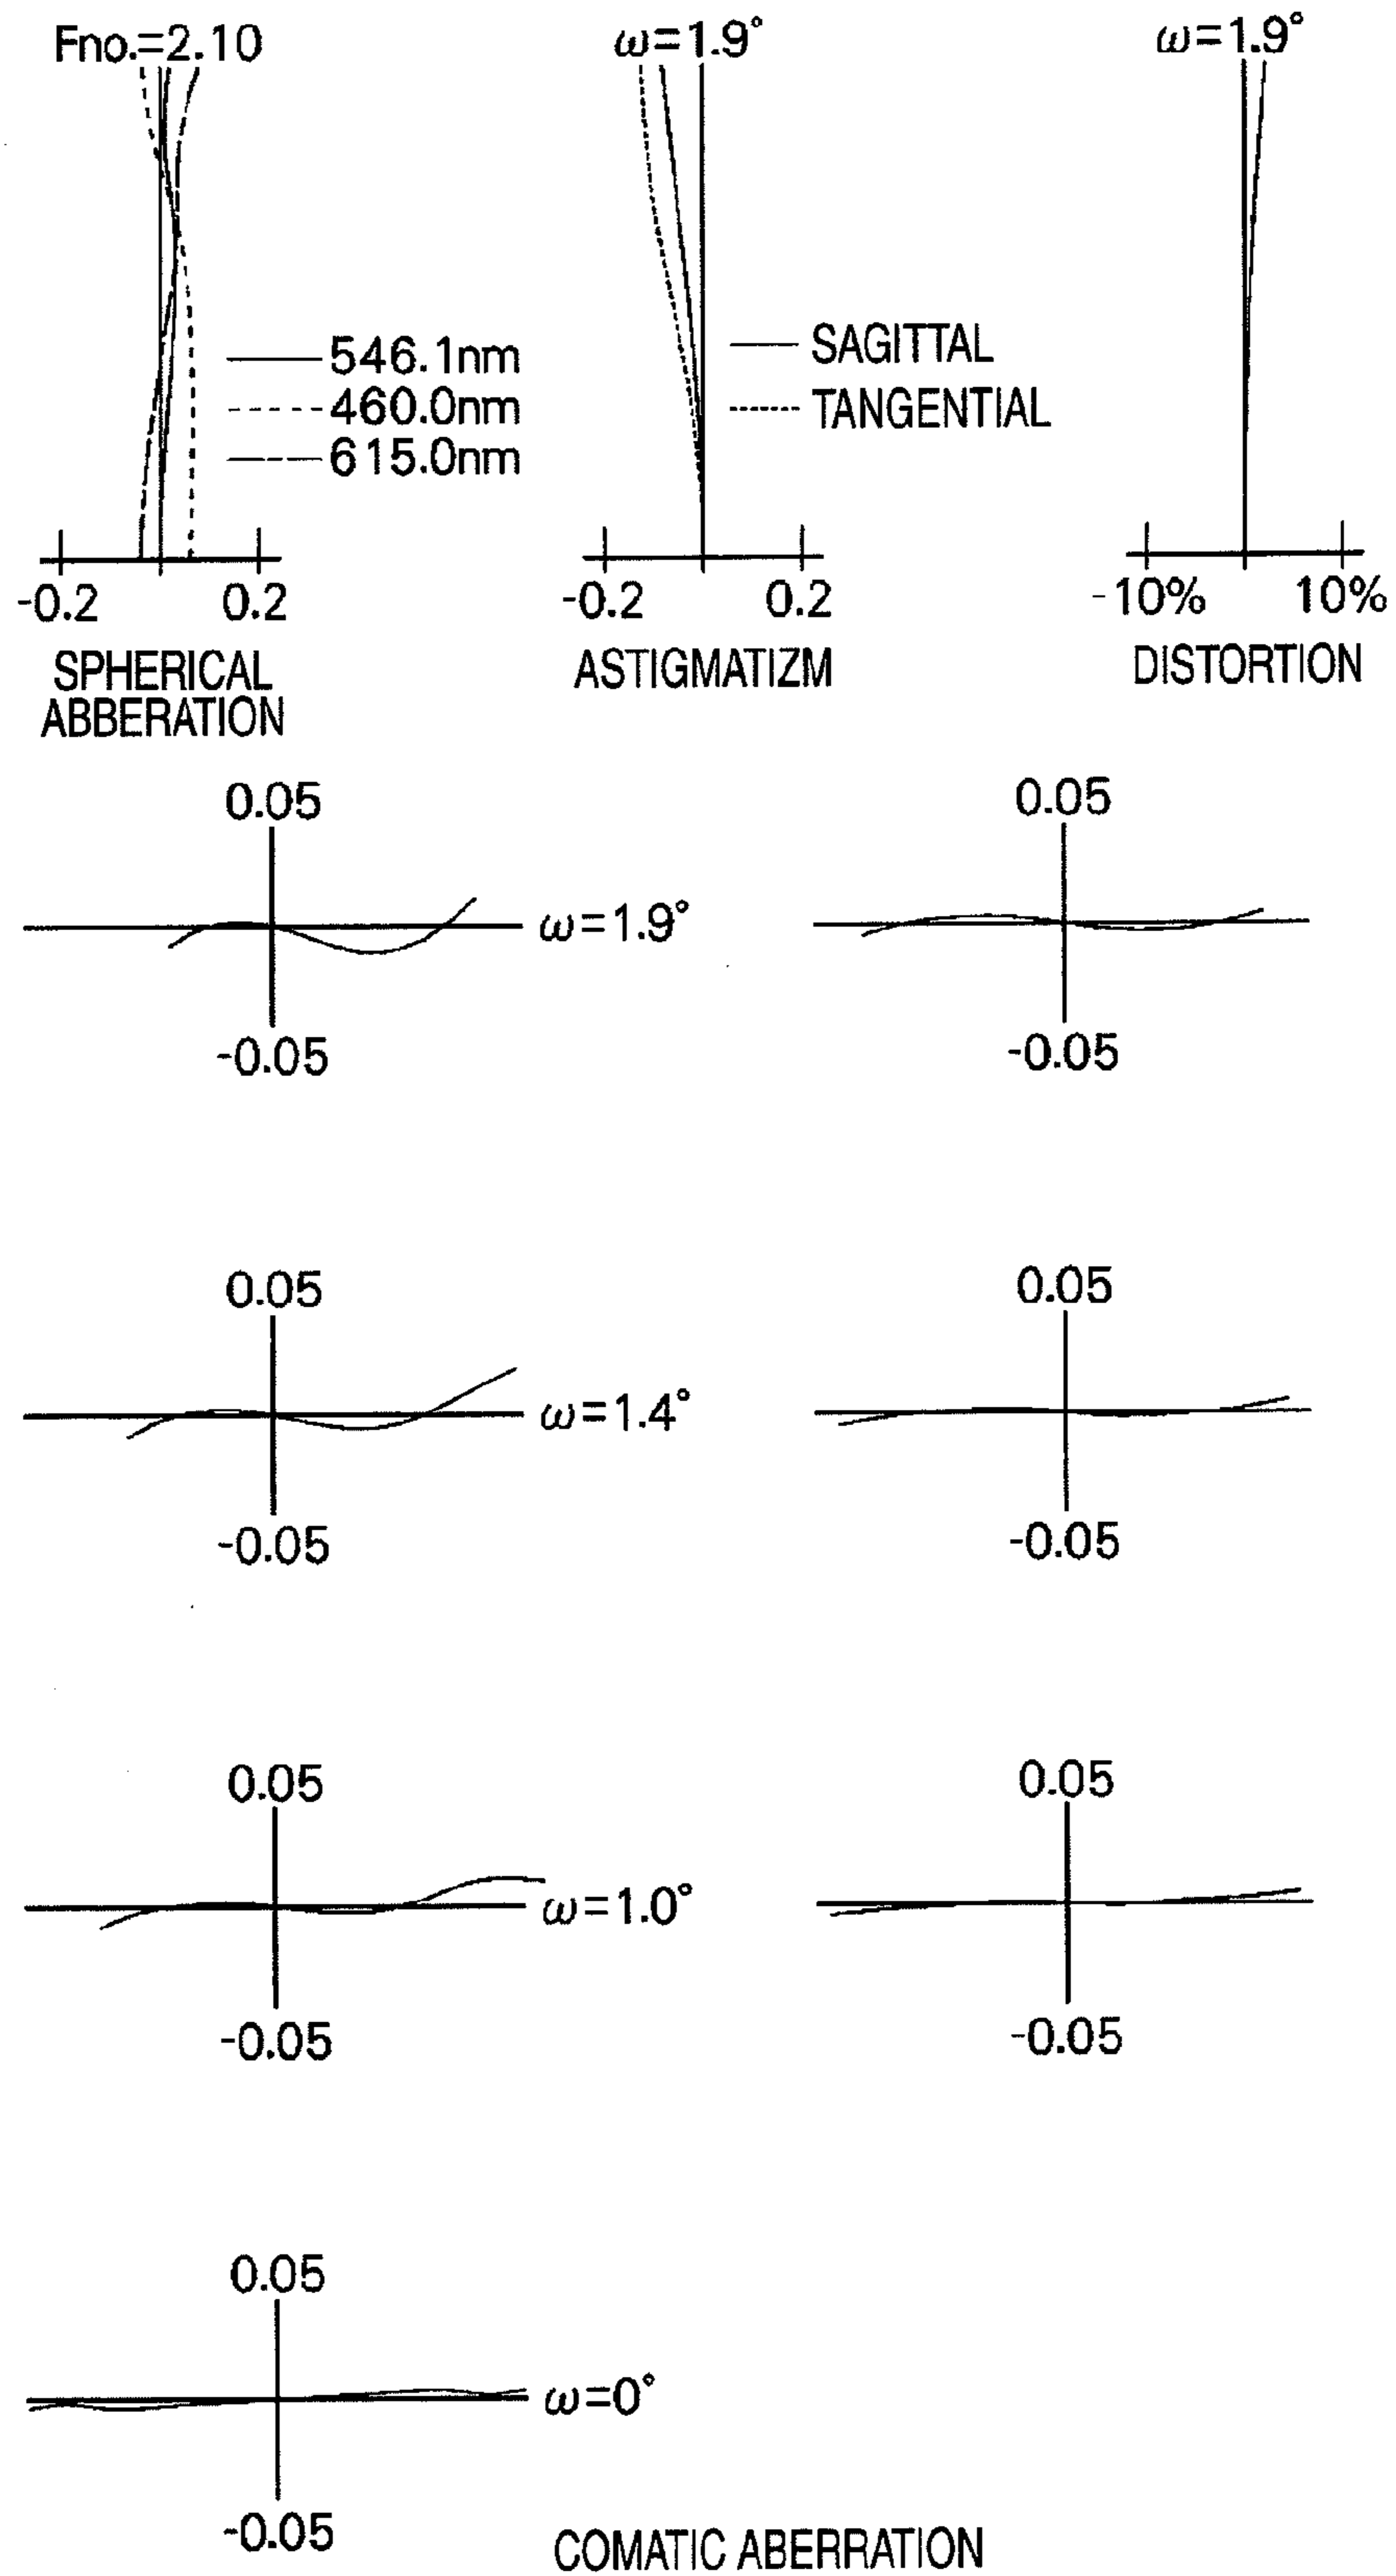 Fno.=2.10
ω=1.9°
ω=1.9°
546.1nm
460.0nm
615.0nm
SAGITTAL
TANGENTIAL
-0.2
0.2
-0.2
0.2
-10%
10%
SPHERICAL
ABBERATION
ASTIGMATIZM
DISTORTION
0.05
0.05
ω=1.9°
-0.05
-0.05
0.05
0.05
ω=1.4°
-0.05
-0.05
0.05
0.05
ω=1.0°
-0.05
-0.05
0.05
ω=0°
-0.05
COMATIC ABERRATION